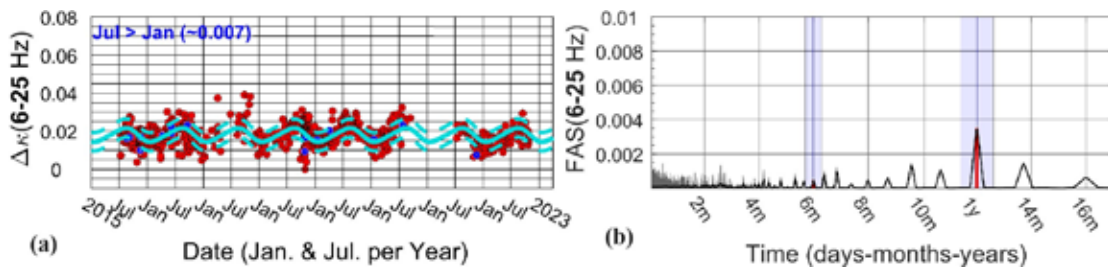 0.08
Jul > Jan (~0.007)
0.06
0.04
0.02
0
Δκ(6-25 Hz)
2015 Jul Jan Jul Jan Jul Jan Jul Jan Jul Jan Jul Jan Jul Jan Jul 2023
(a)
Date (Jan. & Jul. per Year)
0.01
0.008
0.006
0.004
0.002
FAS(6-25 Hz)
2m 4m 6m 8m 10m 1y 14m 16m
(b)
Time (days-months-years)